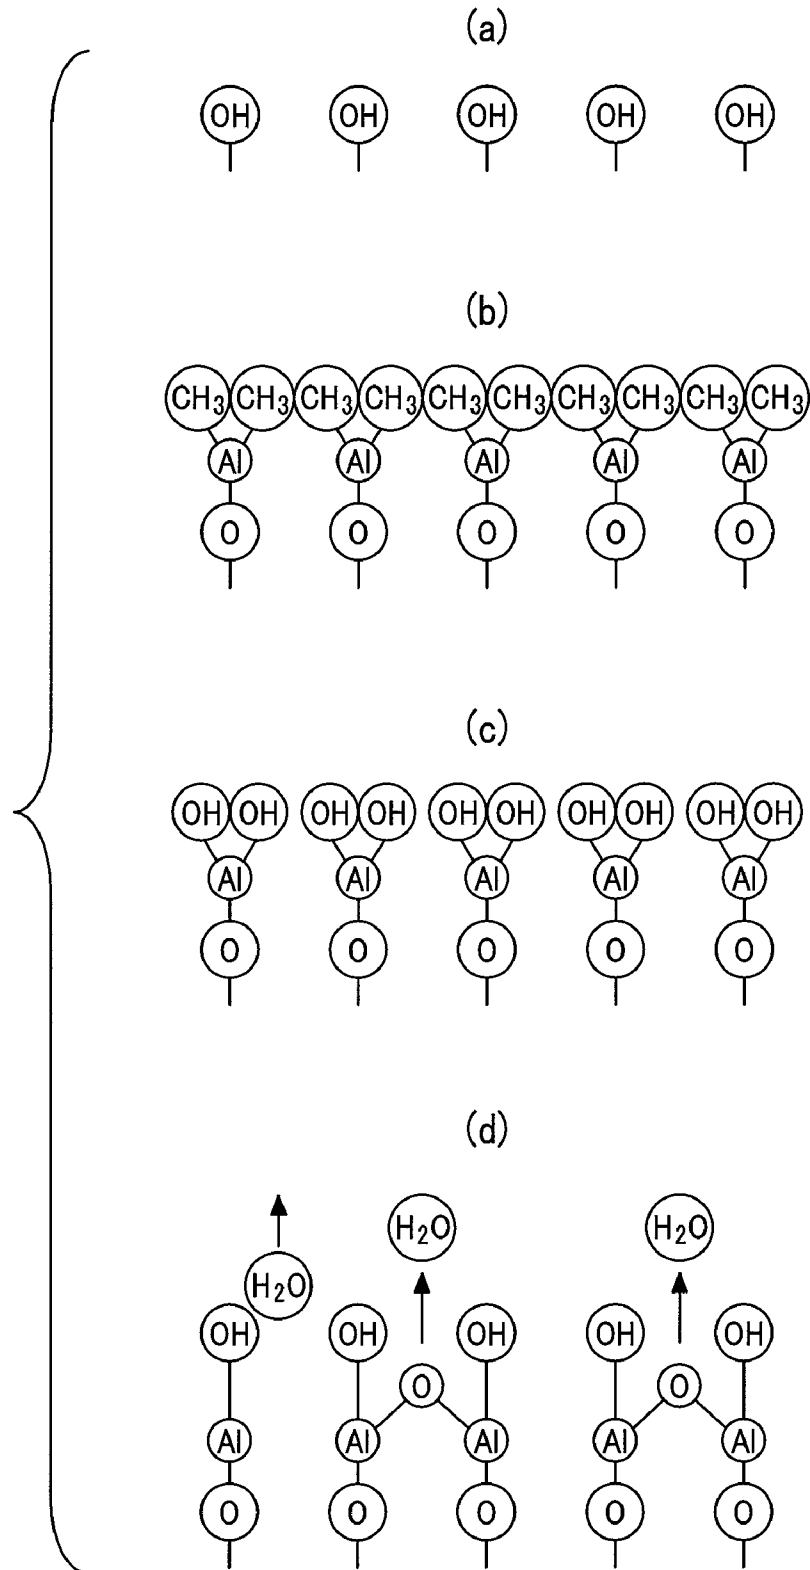 (a)
OH OH OH OH OH
(b)
CH₃ CH₃ CH₃ CH₃ CH₃ CH₃ CH₃ CH₃ CH₃ CH₃
Al Al Al Al Al
O O O O O
(c)
OH OH OH OH OH OH OH OH OH OH
Al Al Al Al Al
O O O O O
(d)
H₂O H₂O
H₂O
OH OH OH OH OH
O O
Al Al Al Al Al
O O O O O